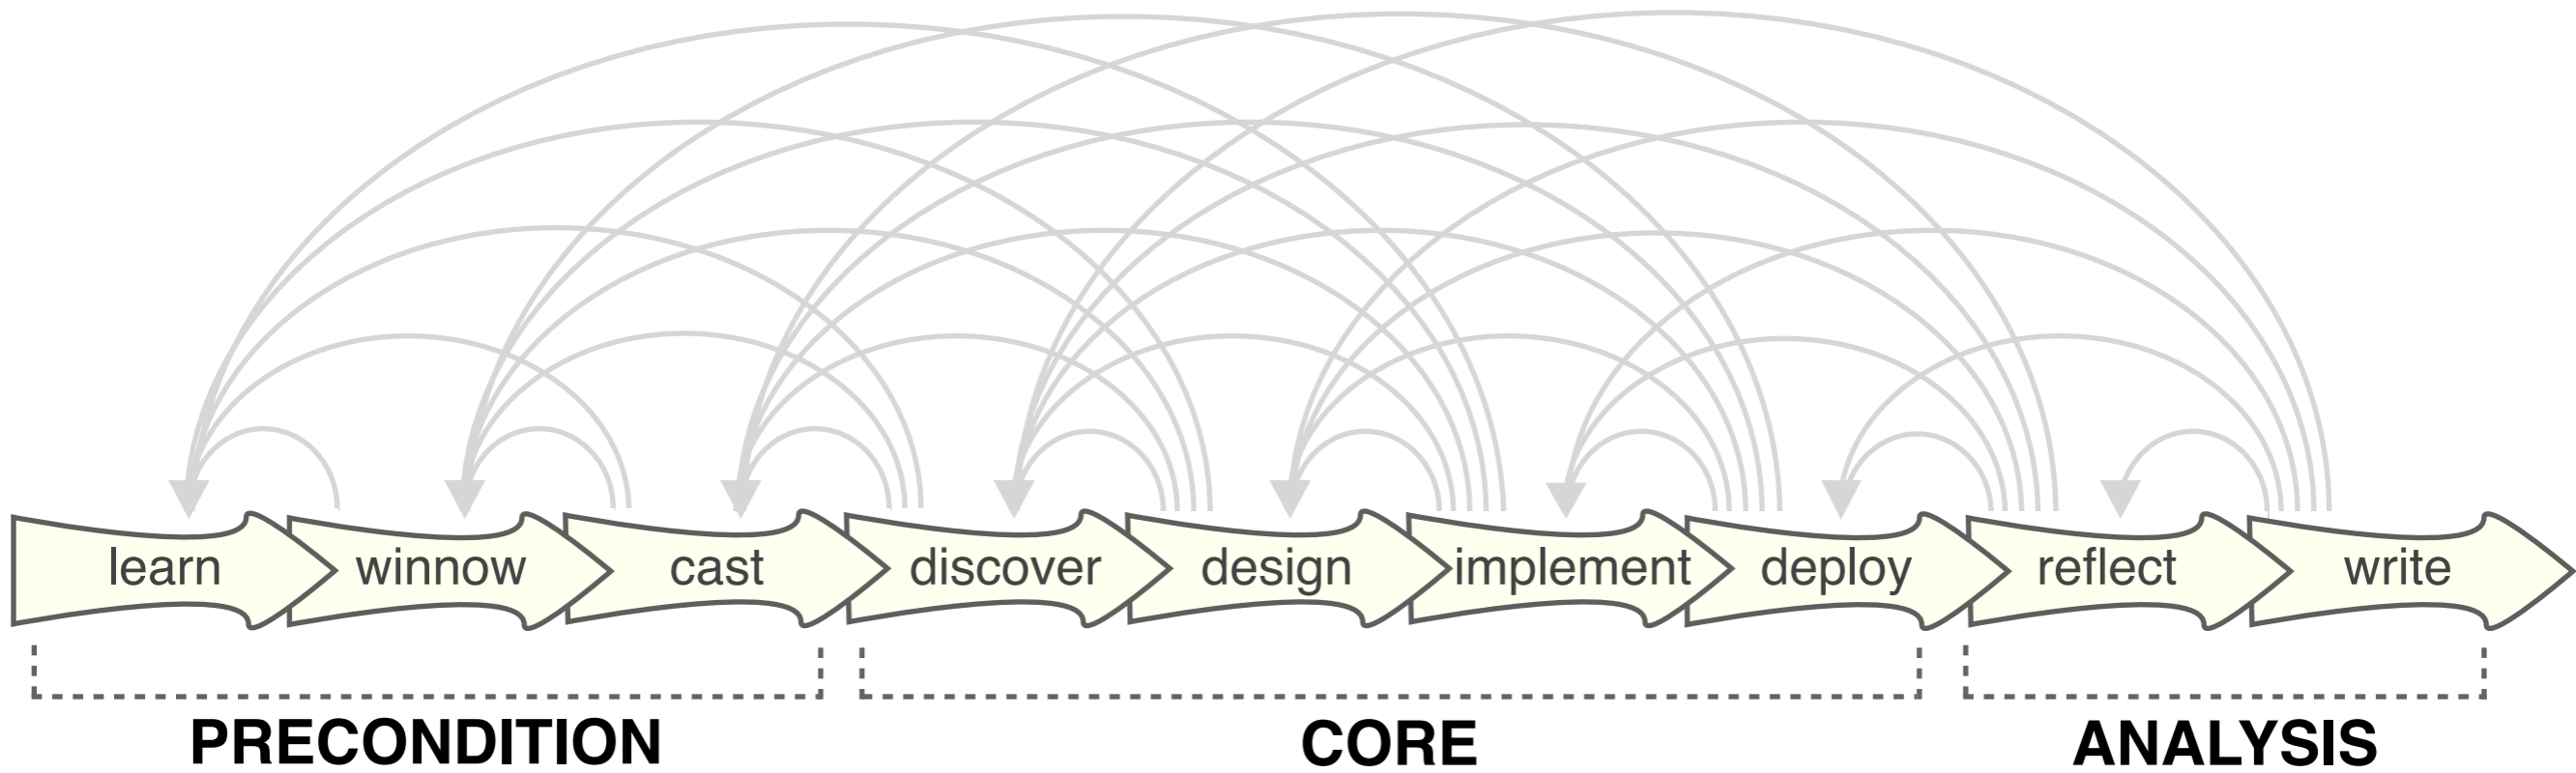 learn winnow cast discover design implement deploy reflect write
PRECONDITION CORE ANALYSIS